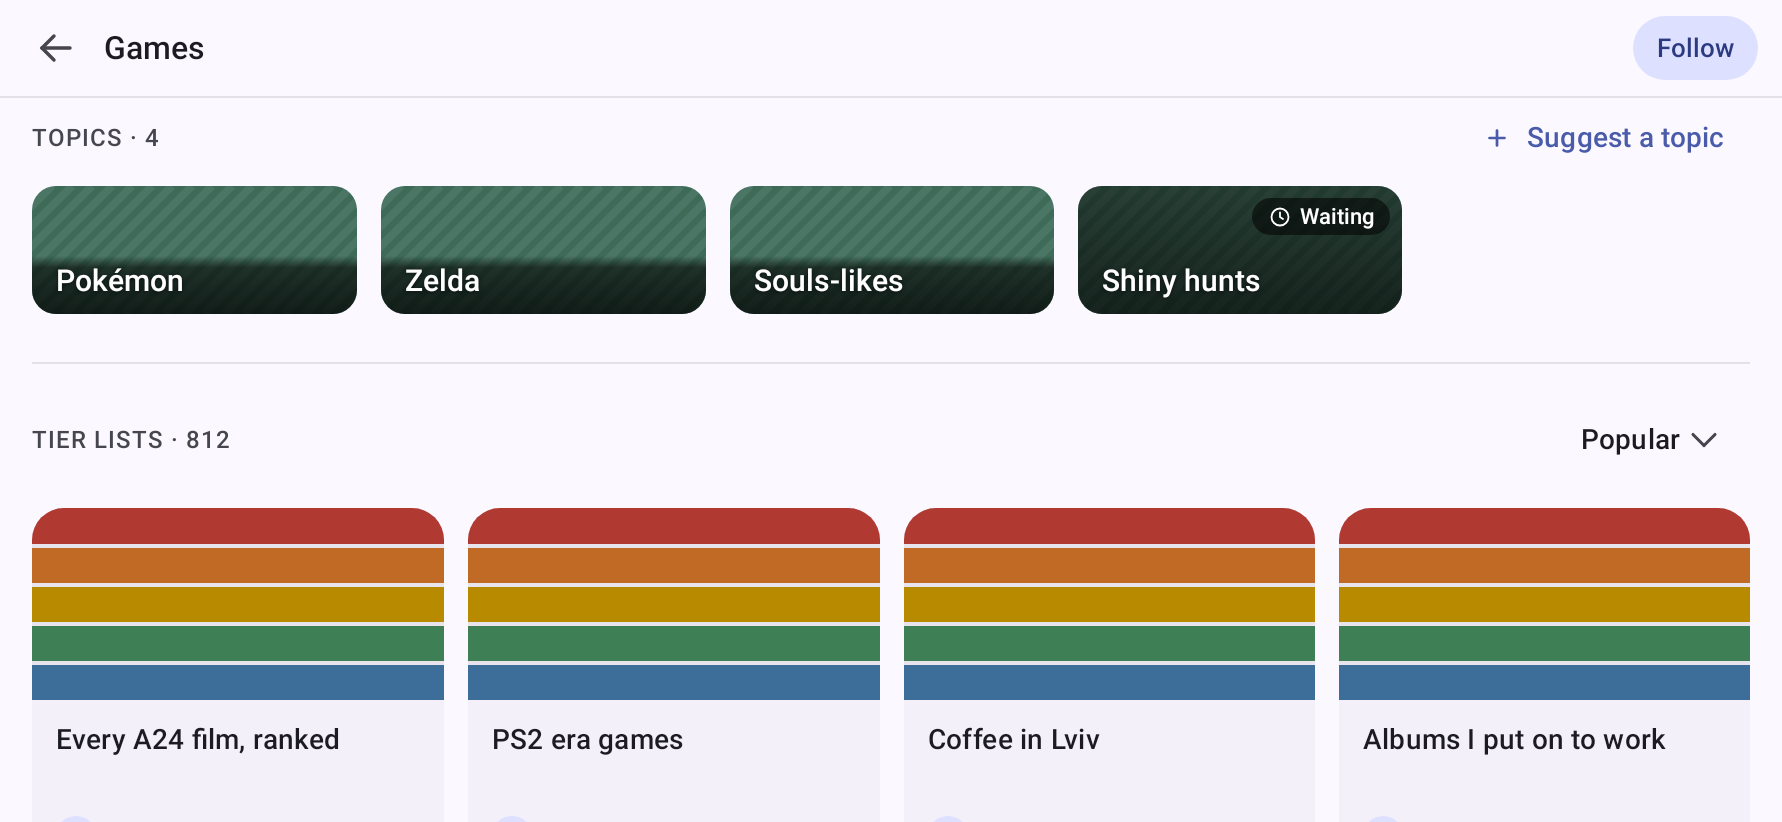 Games
Follow
TOPICS · 4
+ Suggest a topic
Pokémon
Zelda
Souls-likes
Waiting
Shiny hunts
TIER LISTS · 812
Popular
Every A24 film, ranked
PS2 era games
Coffee in Lviv
Albums I put on to work